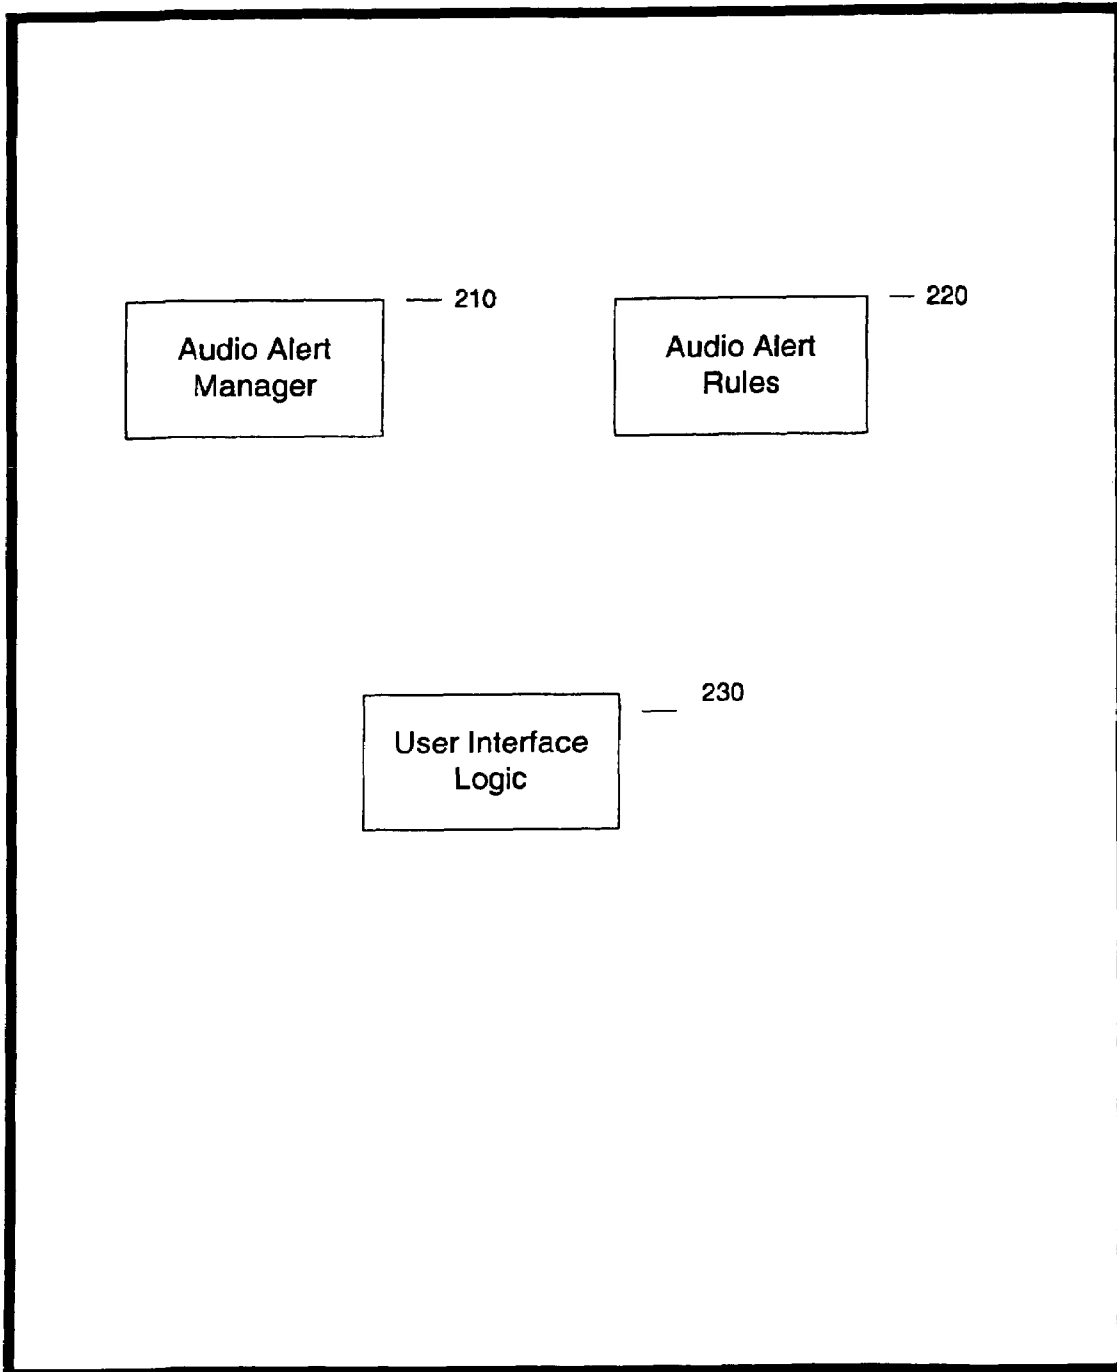 210
Audio Alert
Manager
220
Audio Alert
Rules
230
User Interface
Logic